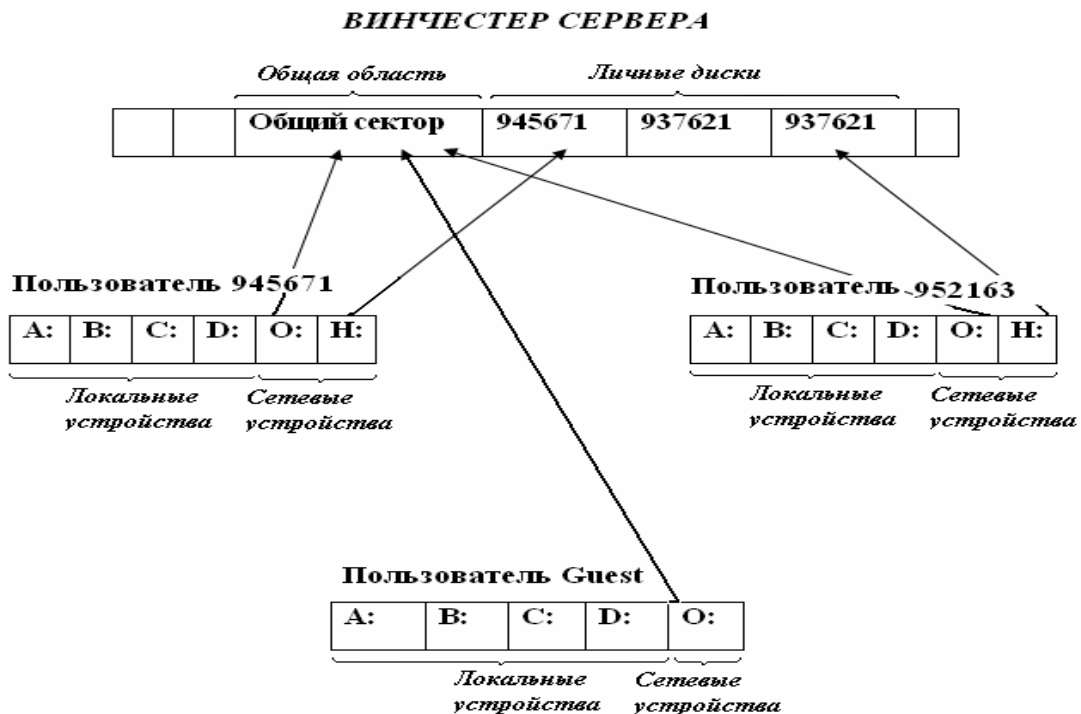 ВИНЧЕСТЕР СЕРВЕРА
Общая область
Личные диски
Общий сектор 945671 937621 937621
Пользователь 945671
A: B: C: D: O: H:
Локальные устройства
Сетевые устройства
Пользователь 952163
A: B: C: D: O: H:
Локальные устройства
Сетевые устройства
Пользователь Guest
A: B: C: D: O:
Локальные устройства
Сетевые устройства